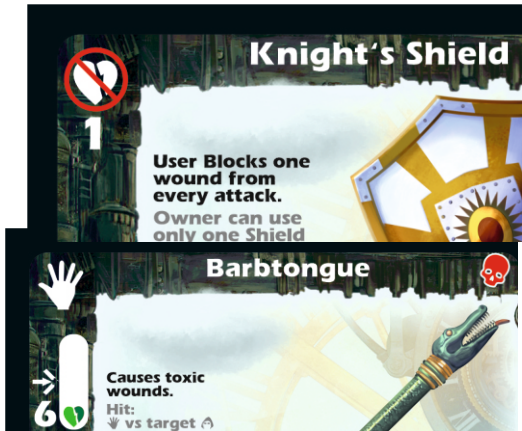 Knight's Shield
1
User Blocks one
wound from
every attack.
Owner can use
only one Shield
Barbtongue
6
Causes toxic
wounds.
Hit:
vs target